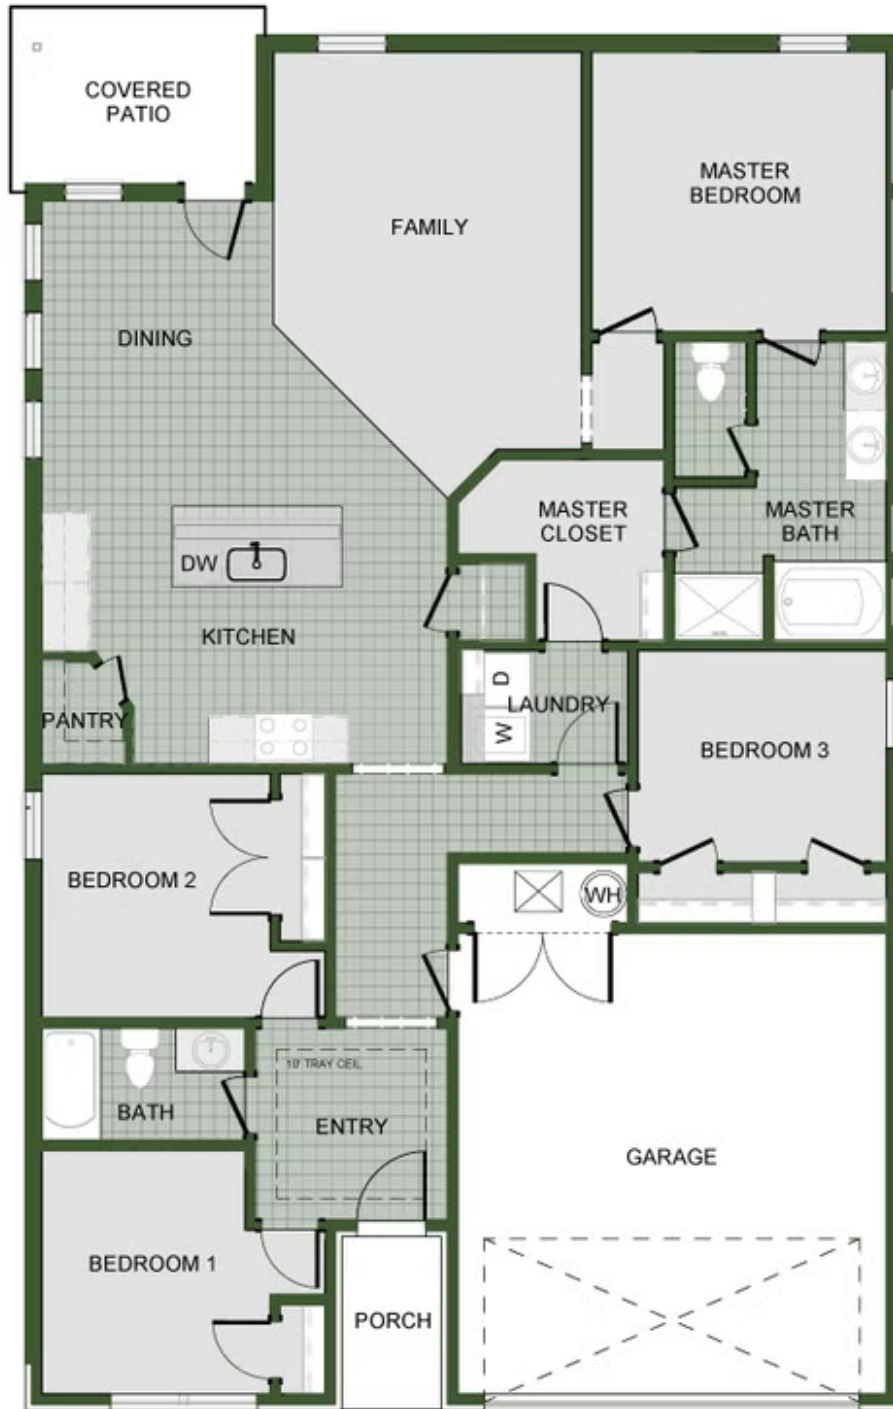 COVERED
PATIO
MASTER
BEDROOM
FAMILY
DINING
MASTER
CLOSET
MASTER
BATH
DW
KITCHEN
D
LAUNDRY
W
PANTRY
BEDROOM 3
BEDROOM 2
WH
10' TRAY CEIL
BATH
ENTRY
GARAGE
BEDROOM 1
PORCH